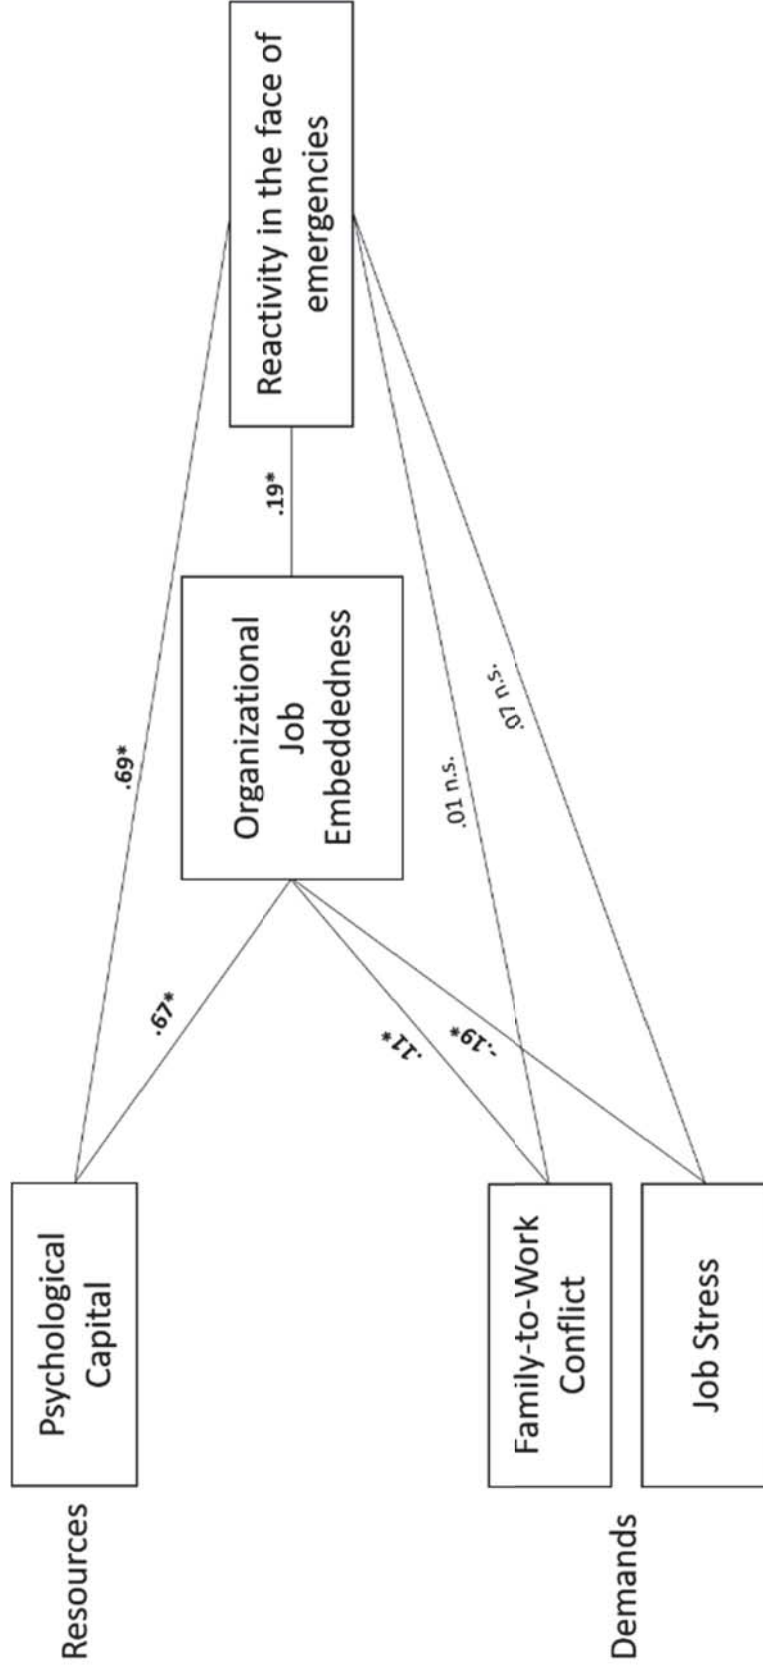 Resources
Psychological
Capital
.69*
.67*
Organizational
Job
Embeddedness
.19*
Reactivity in the face of
emergencies
Demands
Family-to-Work
Conflict
.11*
.01 n.s.
Job Stress
-.19*
.07 n.s.